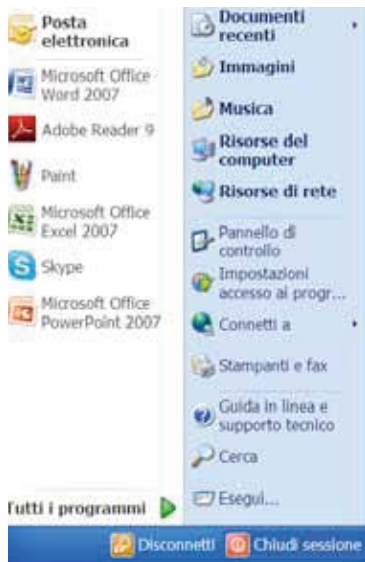 Posta
elettronica
Microsoft Office
Word 2007
Adobe Reader 9
Paint
Microsoft Office
Excel 2007
Skype
Microsoft Office
PowerPoint 2007
Tutti i programmi
Documenti
recenti
Immagini
Musica
Risorse del
computer
Risorse di rete
Pannello di
controllo
Impostazioni
accesso ai progr...
Connetti a
Stampanti e fax
Guida in linea e
supporto tecnico
Cerca
Esegui...
Disconnetti
Chiudi sessione